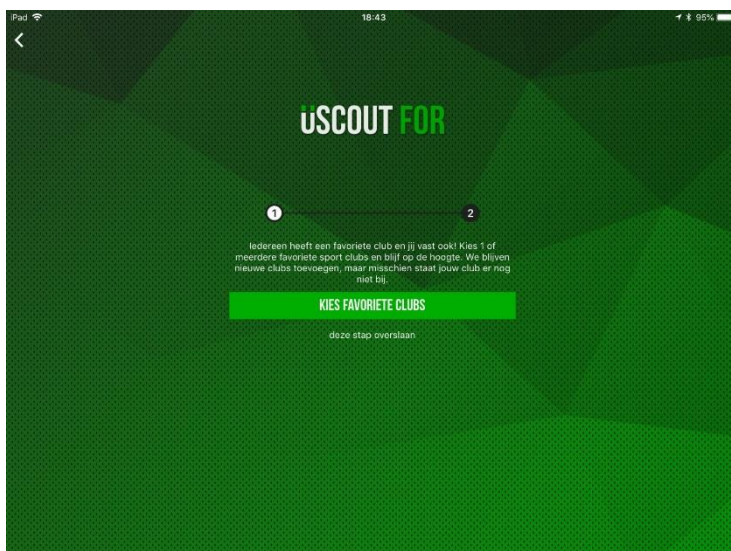 iPad 18:43 95%
üSCOUT FOR
1 2
Iedereen heeft een favoriete club en jij vast ook! Kies 1 of
meerdere favoriete sport clubs en blijf op de hoogte. We blijven
nieuwe clubs toevoegen, maar misschien staat jouw club er nog
niet bij.
KIES FAVORIETE CLUBS
deze stap overslaan